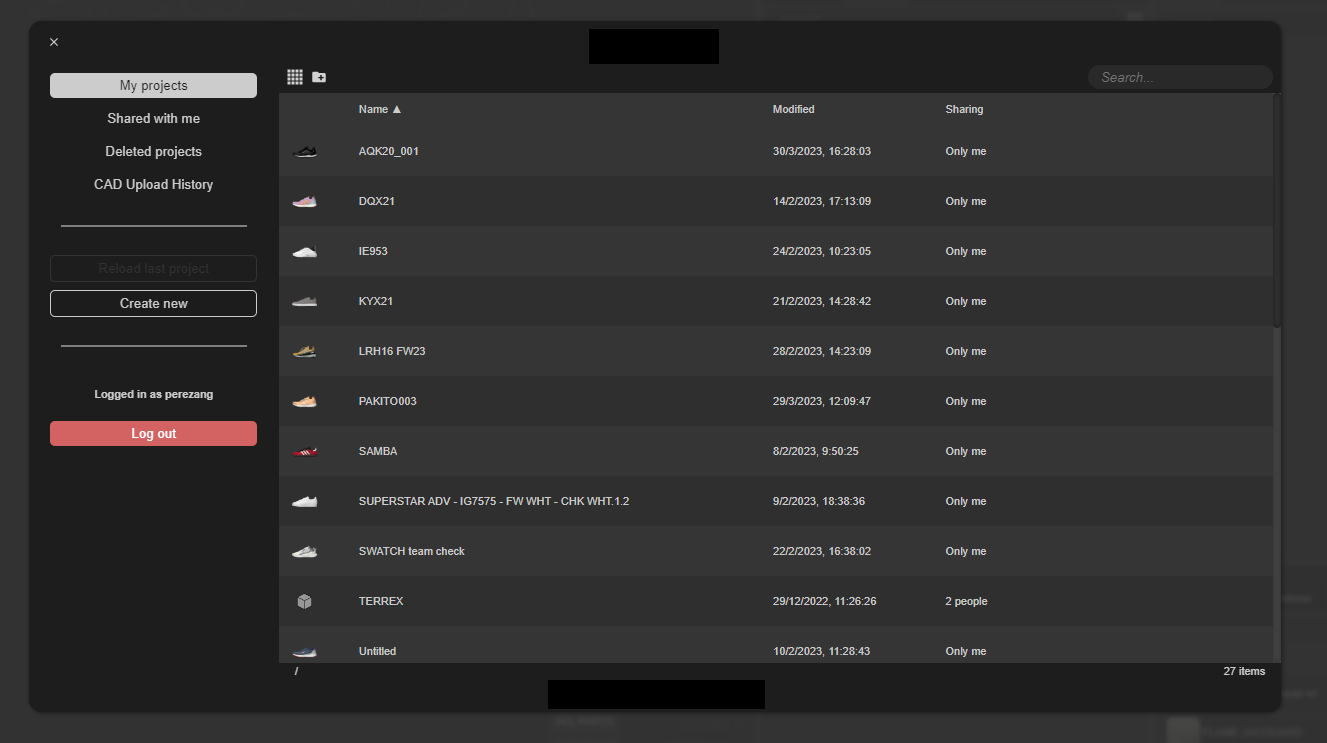 My projects
Shared with me
Deleted projects
CAD Upload History
Reload last project
Create new
Logged in as perezang
Log out
Search...
Name ▲ Modified Sharing
AQK20_001 30/3/2023, 16:28:03 Only me
DQX21 14/2/2023, 17:13:09 Only me
IE953 24/2/2023, 10:23:05 Only me
KYX21 21/2/2023, 14:28:42 Only me
LRH16 FW23 28/2/2023, 14:23:09 Only me
PAKITO003 29/3/2023, 12:09:47 Only me
SAMBA 8/2/2023, 9:50:25 Only me
SUPERSTAR ADV - IG7575 - FW WHT - CHK WHT.1.2 9/2/2023, 18:38:36 Only me
SWATCH team check 22/2/2023, 16:38:02 Only me
TERREX 29/12/2022, 11:26:26 2 people
Untitled 10/2/2023, 11:28:43 Only me
/ 27 items